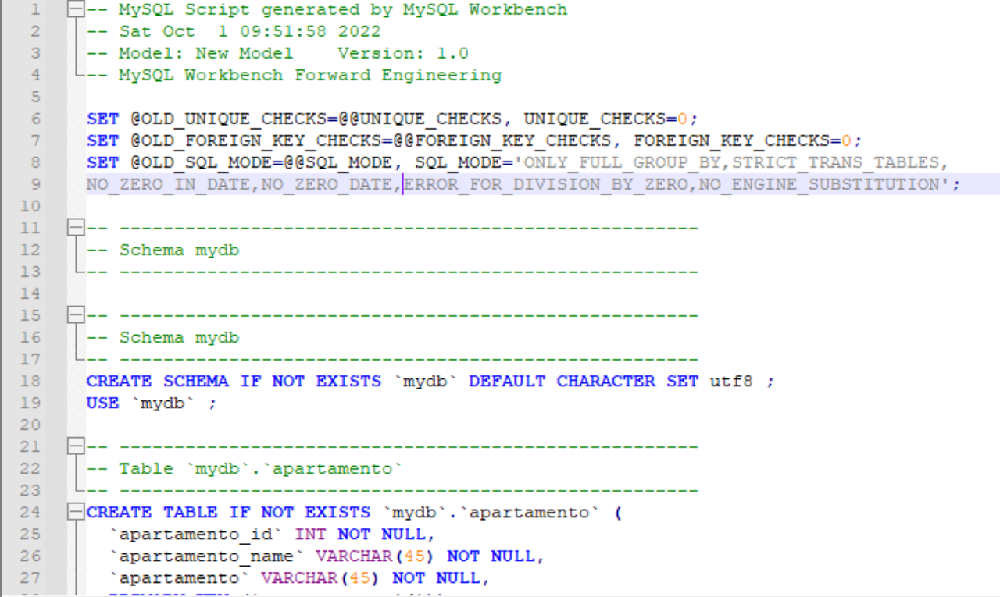 1 -- MySQL Script generated by MySQL Workbench
2 -- Sat Oct  1 09:51:58 2022
3 -- Model: New Model    Version: 1.0
4 -- MySQL Workbench Forward Engineering
5
6 SET @OLD_UNIQUE_CHECKS=@@UNIQUE_CHECKS, UNIQUE_CHECKS=0;
7 SET @OLD_FOREIGN_KEY_CHECKS=@@FOREIGN_KEY_CHECKS, FOREIGN_KEY_CHECKS=0;
8 SET @OLD_SQL_MODE=@@SQL_MODE, SQL_MODE='ONLY_FULL_GROUP_BY,STRICT_TRANS_TABLES,
9 NO_ZERO_IN_DATE,NO_ZERO_DATE,ERROR_FOR_DIVISION_BY_ZERO,NO_ENGINE_SUBSTITUTION';
10
11 -- -----------------------------------------------------
12 -- Schema mydb
13 -- -----------------------------------------------------
14
15 -- -----------------------------------------------------
16 -- Schema mydb
17 -- -----------------------------------------------------
18 CREATE SCHEMA IF NOT EXISTS `mydb` DEFAULT CHARACTER SET utf8 ;
19 USE `mydb` ;
20
21 -- -----------------------------------------------------
22 -- Table `mydb`.`apartamento`
23 -- -----------------------------------------------------
24 CREATE TABLE IF NOT EXISTS `mydb`.`apartamento` (
25   `apartamento_id` INT NOT NULL,
26   `apartamento_name` VARCHAR(45) NOT NULL,
27   `apartamento` VARCHAR(45) NOT NULL,